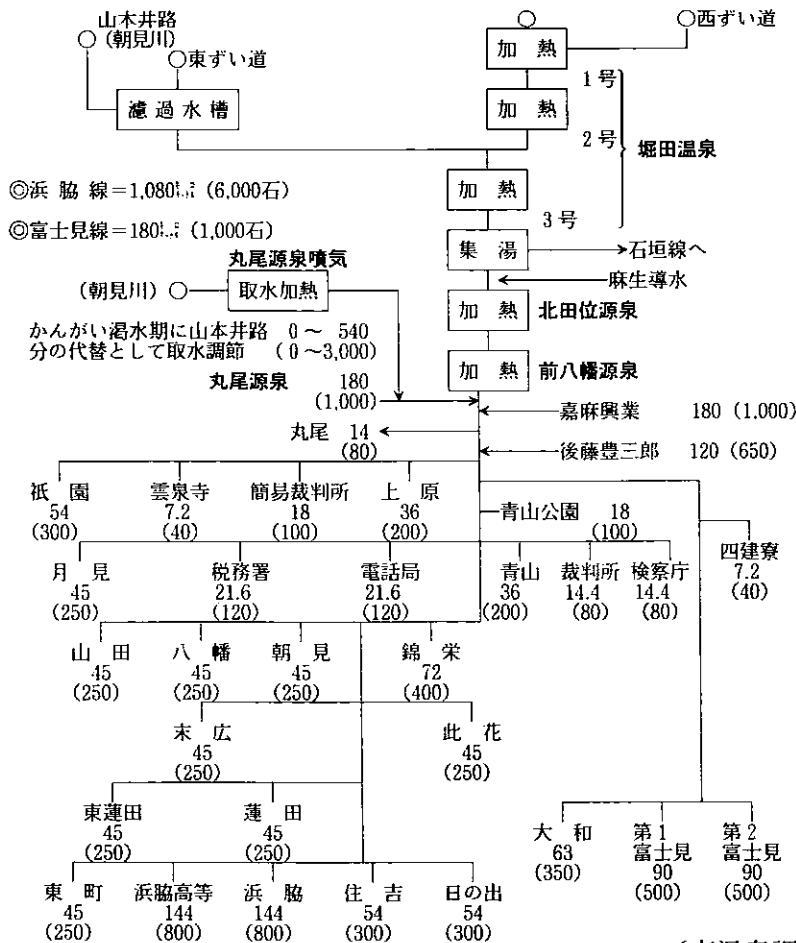 山本井路
(朝見川)
東ずい道
西ずい道
濾過水槽
加熱
1号
加熱
2号
堀田温泉
加熱
3号
◎浜脇線=1,080 (6,000石)
◎富士見線=180 (1,000石)
集湯
石垣線へ
麻生導水
丸尾源泉噴気
(朝見川)
取水加熱
加熱
北田位源泉
かんがい渇水期に山本井路 0~540
分の代替として取水調節 (0~3,000)
加熱
前八幡源泉
丸尾源泉 180
(1,000)
嘉麻興業 180 (1,000)
丸尾 14
(80)
後藤豊三郎 120 (650)
祇園 雲泉寺 簡易裁判所 上原
54 7.2 18 36
(300) (40) (100) (200)
青山公園 18
(100)
四建寮
7.2
(40)
月見 税務署 電話局 青山 裁判所 検察庁
45 21.6 21.6 36 14.4 14.4
(250) (120) (120) (200) (80) (80)
山田 八幡 朝見 錦栄
45 45 45 72
(250) (250) (250) (400)
末広 此花
45 45
(250) (250)
東蓮田 蓮田
45 45
(250) (250)
大和 第1 第2
富士見 富士見
63 90 90
(350) (500) (500)
東町 浜脇高等 浜脇 住吉 日の出
45 144 144 54 54
(250) (800) (800) (300) (300)